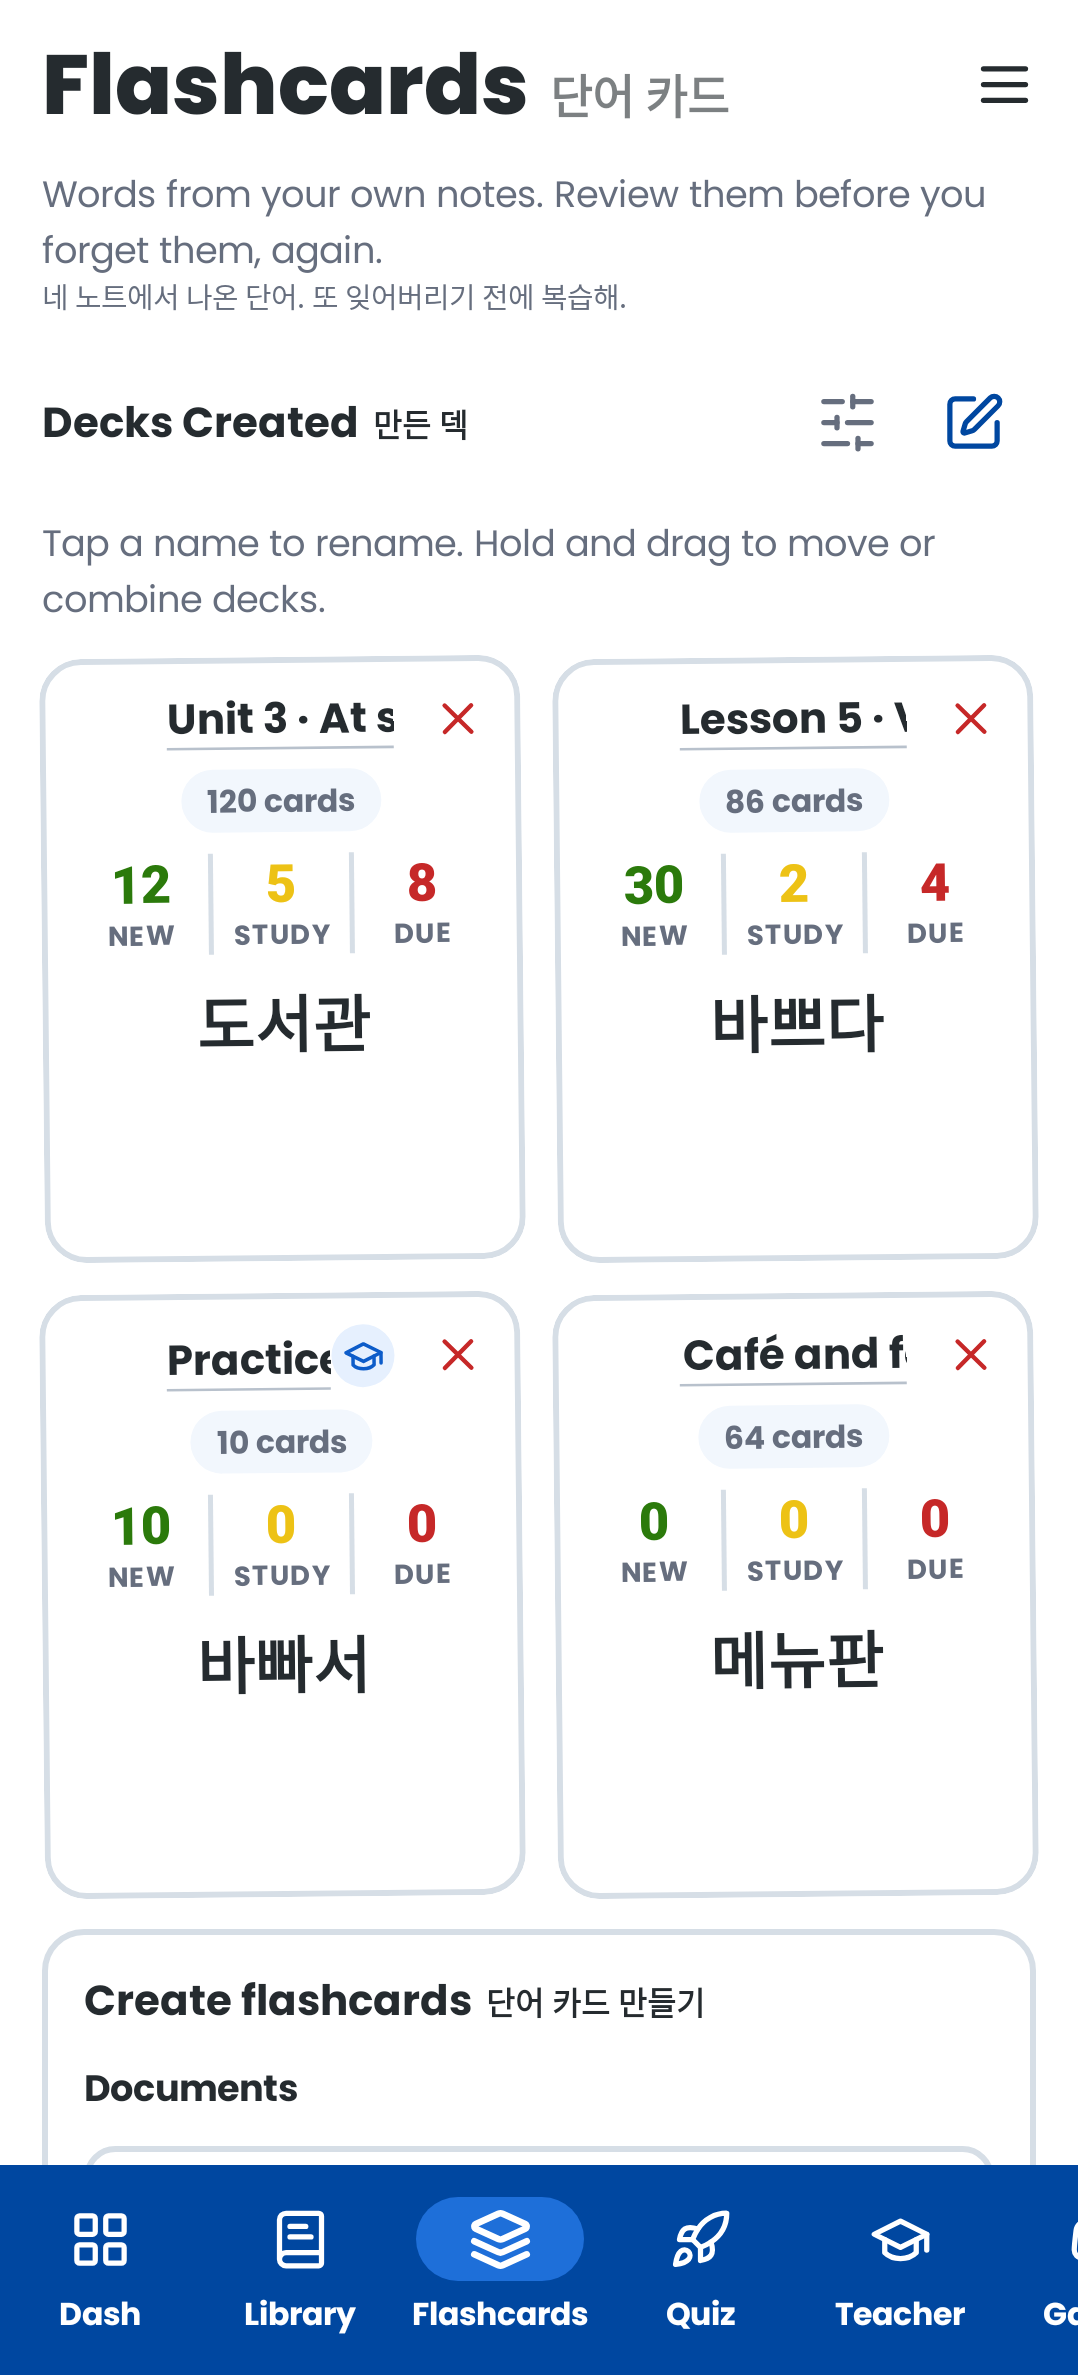 Flashcards 단어 카드
Words from your own notes. Review them before you
forget them, again.
네 노트에서 나온 단어. 또 잊어버리기 전에 복습해.
Decks Created 만든 덱
Tap a name to rename. Hold and drag to move or
combine decks.
Unit 3 · At s
120 cards
12 5 8
NEW STUDY DUE
도서관
Lesson 5 ·
86 cards
30 2 4
NEW STUDY DUE
바쁘다
Practice
10 cards
10 0 0
NEW STUDY DUE
바빠서
Café and f
64 cards
0 0 0
NEW STUDY DUE
메뉴판
Create flashcards 단어 카드 만들기
Documents
Dash Library Flashcards Quiz Teacher